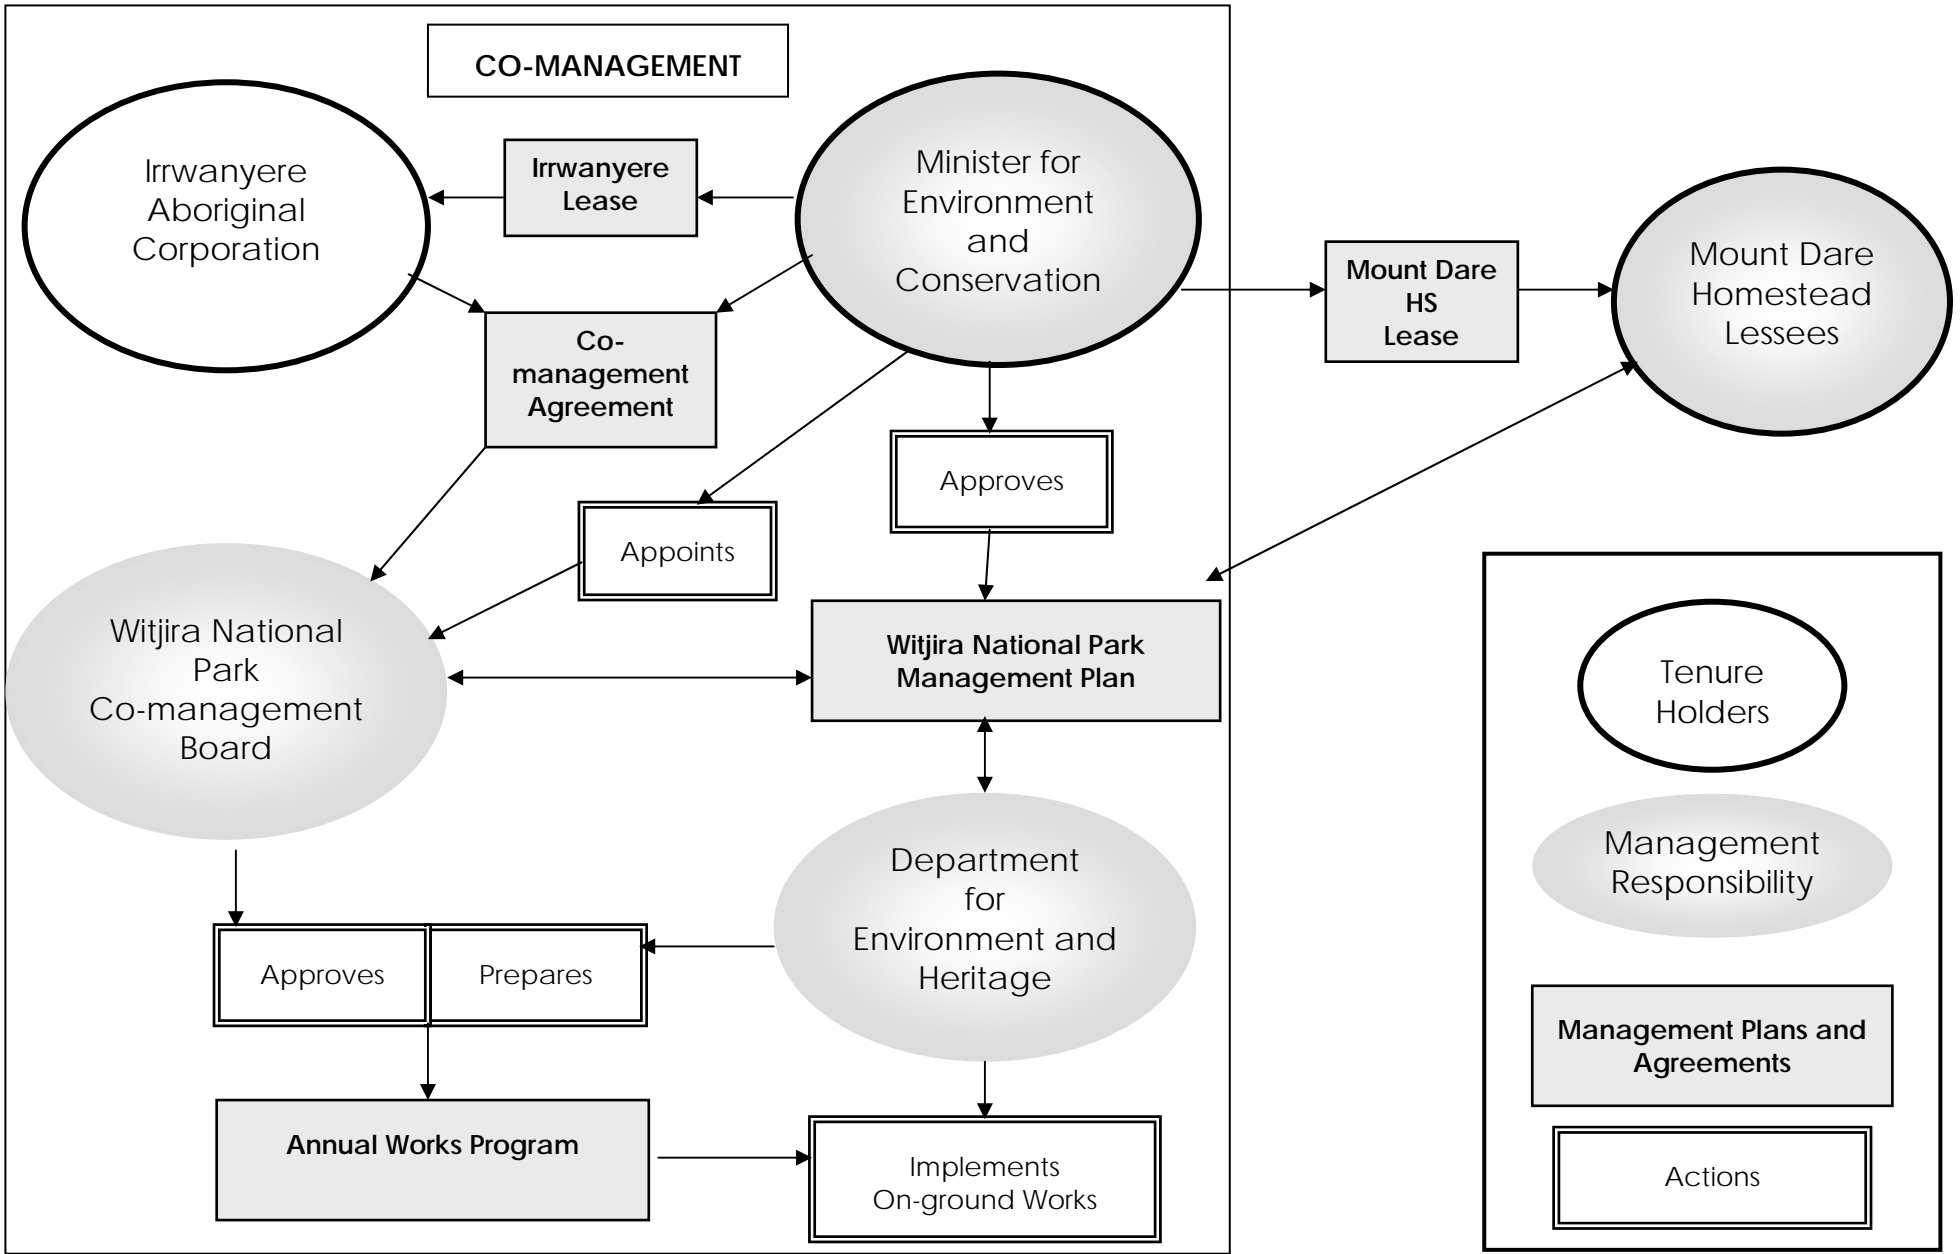 CO-MANAGEMENT
Irrwanyere
Aboriginal
Corporation
Irrwanyere
Lease
Minister for
Environment
and
Conservation
Mount Dare
HS
Lease
Mount Dare
Homestead
Lessees
Co-
management
Agreement
Approves
Appoints
Witjira National
Park
Co-management
Board
Witjira National Park
Management Plan
Department
for
Environment and
Heritage
Approves
Prepares
Annual Works Program
Implements
On-ground Works
Tenure
Holders
Management
Responsibility
Management Plans and
Agreements
Actions